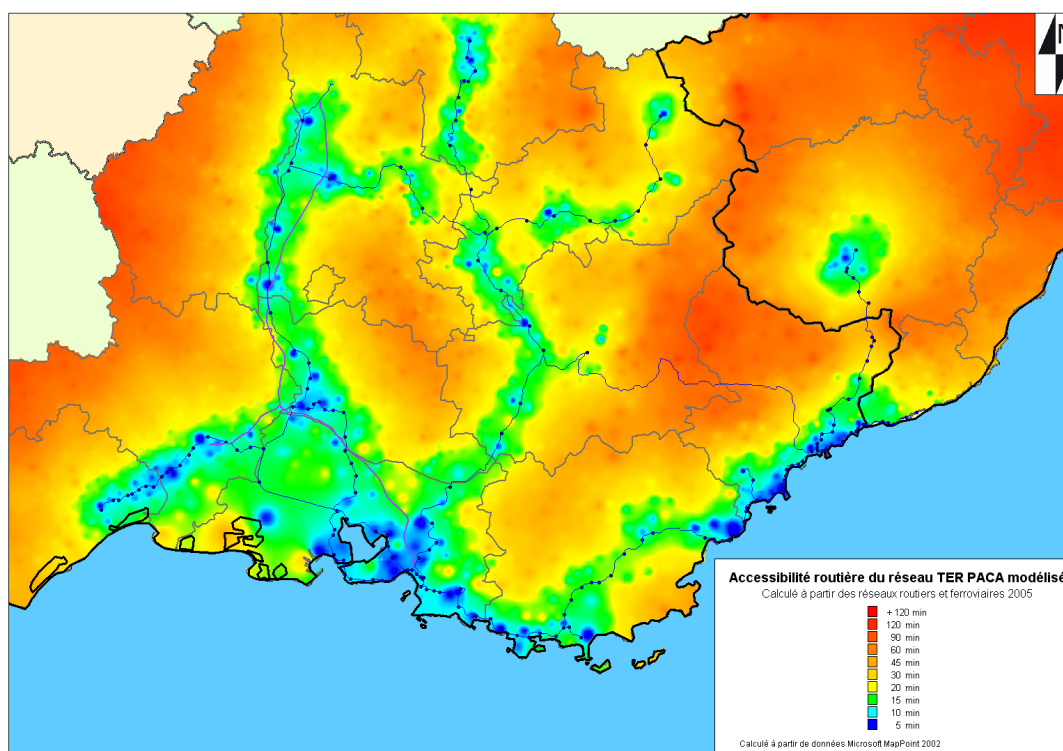 N
Accessibilité routière du réseau TER PACA modélisé
Calculé à partir des réseaux routiers et ferroviaires 2005
+ 120 min
120 min
90 min
60 min
45 min
30 min
20 min
15 min
10 min
5 min
Calculé à partir de données Microsoft MapPoint 2002